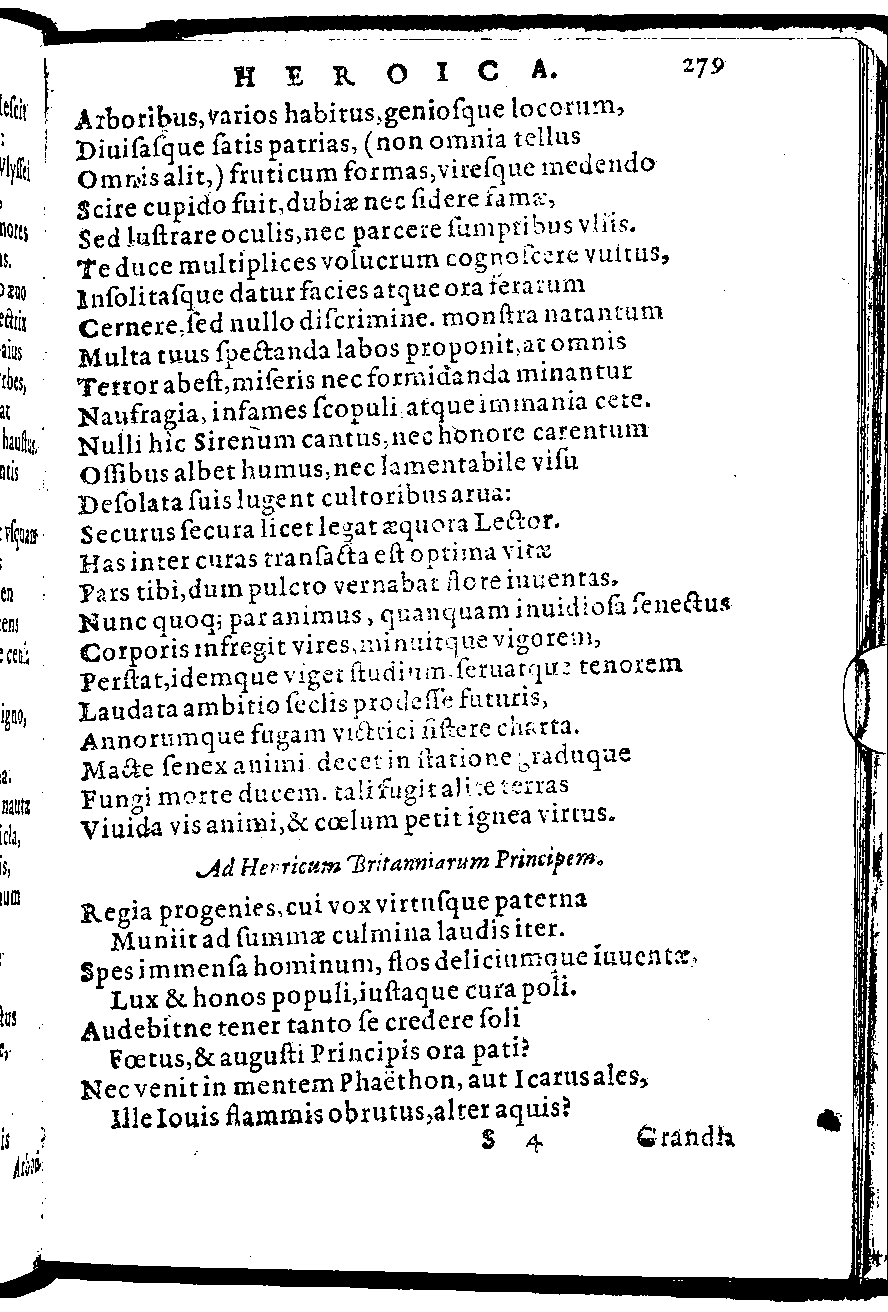 HEROICA. 279
Arboribus, varios habitus, genioſque locorum,
Diuiſaſque ſatis patrias, (non omnia tellus
Omnis alit,) fruticum formas, vireſque medendo
Scire cupido fuit, dubiæ nec fidere famæ,
Sed luſtrare oculis, nec parcere ſumptibus vllis.
Te duce multiplices volucrum cognoſcere vultus,
Inſolitaſque datur facies atque ora ferarum
Cernere, ſed nullo diſcrimine. monſtra natantum
Multa tuus ſpectanda labos proponit, at omnis
Terror abeſt, miſeris nec formidanda minantur
Naufragia, infames ſcopuli atque immania cete.
Nulli hic Sirenum cantus, nec honore carentum
Oſſibus albet humus, nec lamentabile viſu
Deſolata ſuis lugent cultoribus arua:
Securus ſecura licet legat æquora Lector.
Has inter curas tranſacta eſt optima vitæ
Pars tibi, dum pulcro vernabat flore iuuentas.
Nunc quoq; par animus, quanquam inuidioſa ſenectus
Corporis infregit vires, minuitque vigorem,
Perſtat, idemque viget ſtudium, ſeruatque tenorem
Laudata ambitio ſeclis prodeſſe futuris,
Annorumque fugam victrici ſiſtere charta.
Macte ſenex animi decet in ſtatione graduque
Fungi morte ducem. tali fugit alite terras
Viuida vis animi, & cœlum petit ignea virtus.
Ad Henricum Britanniarum Principem.
Regia progenies, cui vox virtuſque paterna
Muniit ad ſummæ culmina laudis iter.
Spes immenſa hominum, flos deliciumque iuuentæ,
Lux & honos populi, iuſtaque cura poli.
Audebitne tener tanto ſe credere ſoli
Fœtus, & auguſti Principis ora pati?
Nec venit in mentem Phaëthon, aut Icarus ales,
Ille Iouis flammis obrutus, alter aquis?
S 4 Grandia